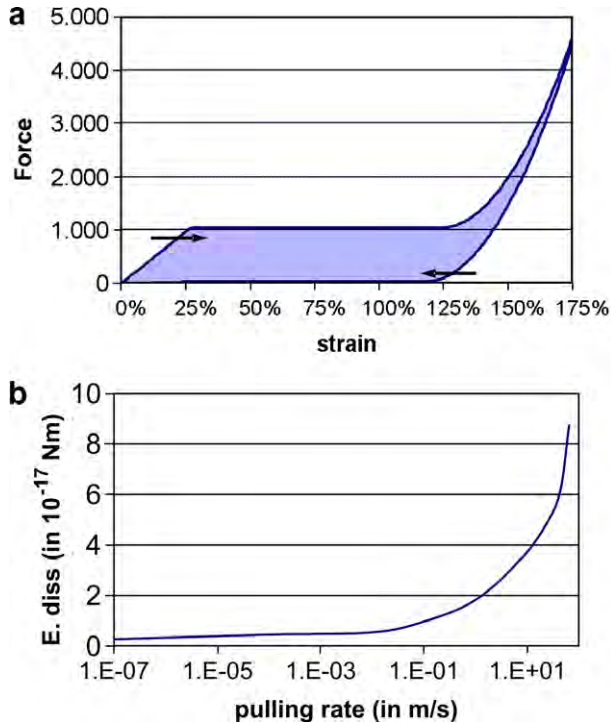 a
5.000
4.000
3.000
2.000
1.000
0
Force
0% 25% 50% 75% 100% 125% 150% 175%
strain
b
10
8
6
4
2
0
E. diss (in 10⁻¹⁷ Nm)
1.E-07 1.E-05 1.E-03 1.E-01 1.E+01
pulling rate (in m/s)